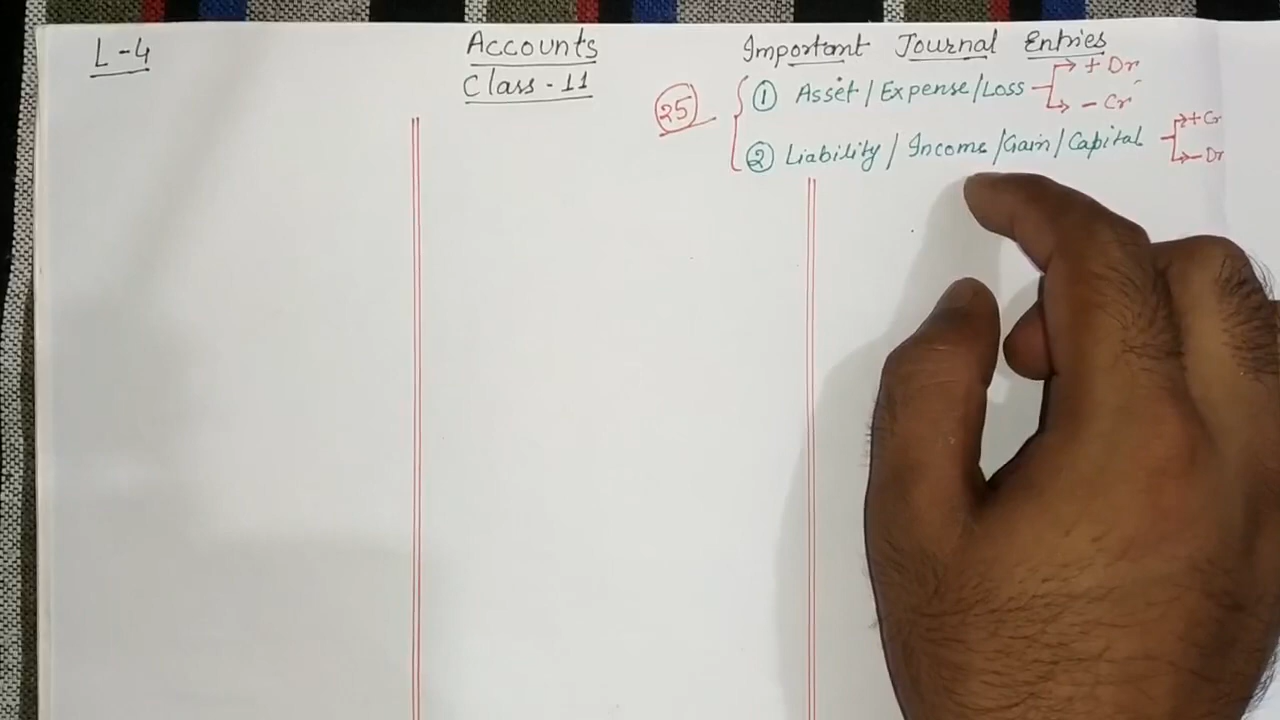 L-4
Accounts
Class-11
Important Journal Entries
25
① Asset/Expense/Loss → + Dr
→ - Cr
② Liability/Income/Gain/Capital → + Cr
→ - Dr